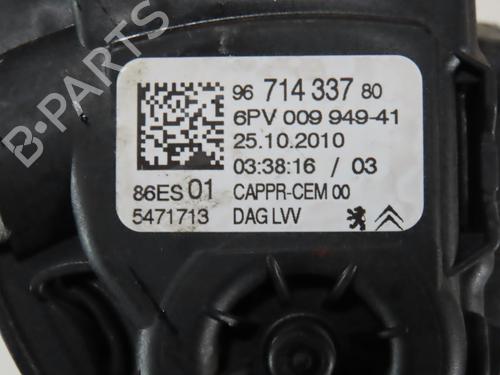 96 714 337 80
6PV 009 949-41
25.10.2010
03:38:16 / 03
86ES 01 CAPPR-CEM 00
5471713 DAG LVV
B-PARTS